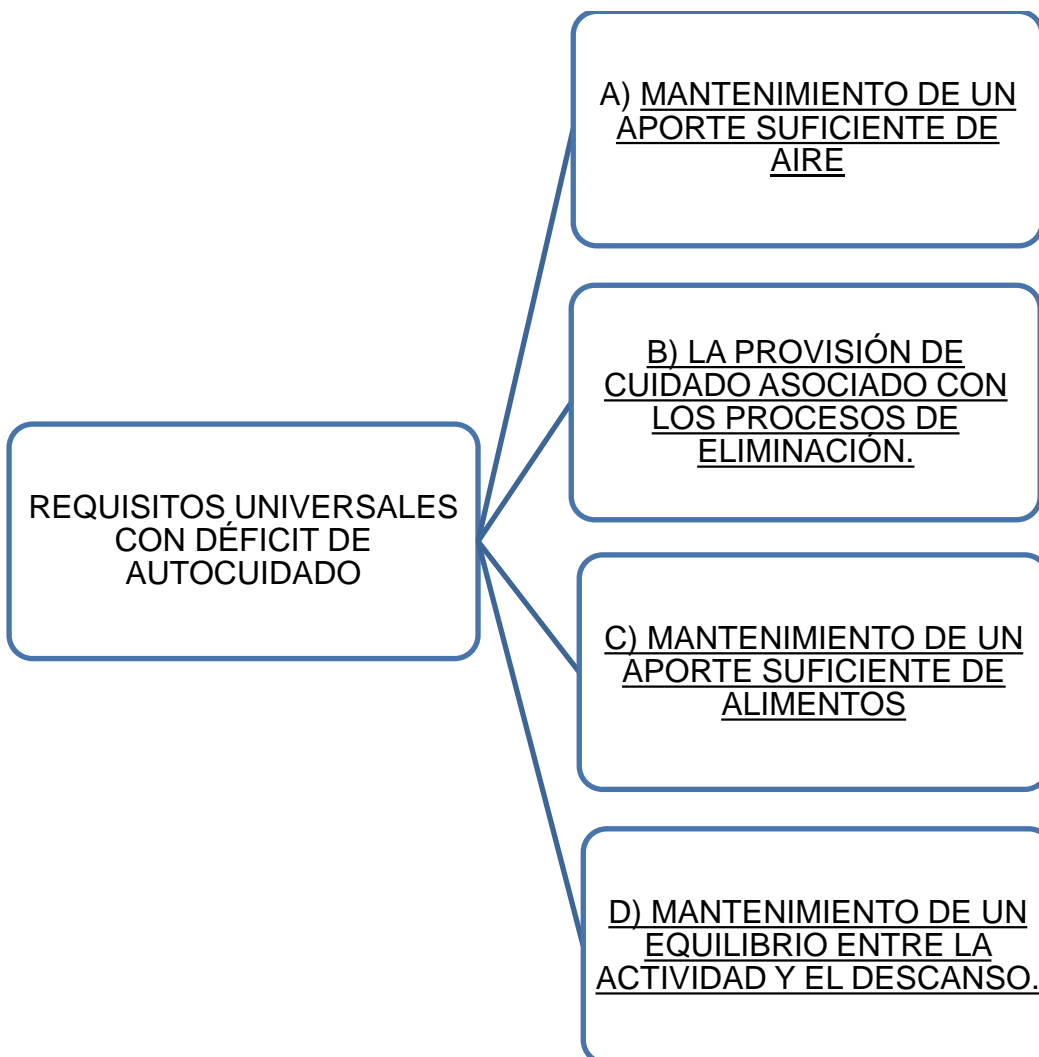 A) MANTENIMIENTO DE UN
APORTE SUFICIENTE DE
AIRE
B) LA PROVISIÓN DE
CUIDADO ASOCIADO CON
LOS PROCESOS DE
ELIMINACIÓN.
REQUISITOS UNIVERSALES
CON DÉFICIT DE
AUTOCUIDADO
C) MANTENIMIENTO DE UN
APORTE SUFICIENTE DE
ALIMENTOS
D) MANTENIMIENTO DE UN
EQUILIBRIO ENTRE LA
ACTIVIDAD Y EL DESCANSO.